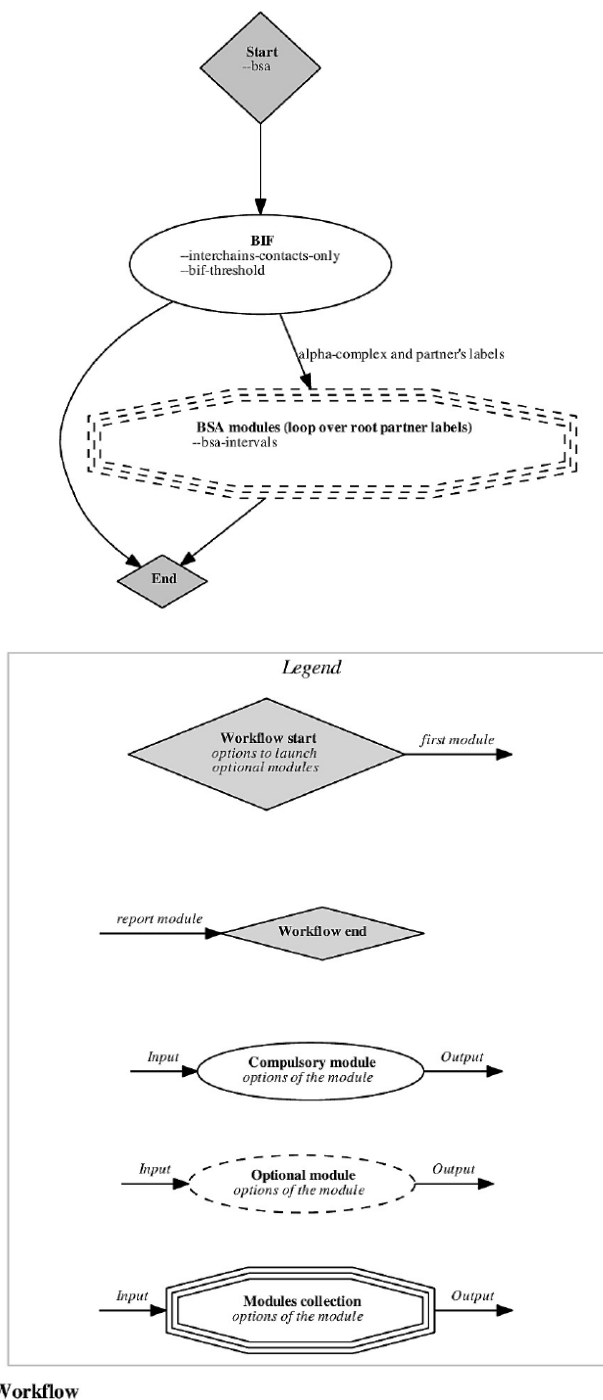 Start
--bsa
BIF
--interchains-contacts-only
--bif-threshold
alpha-complex and partner's labels
BSA modules (loop over root partner labels)
--bsa-intervals
End
Legend
Workflow start
options to launch
optional modules
first module
report module
Workflow end
Input
Compulsory module
options of the module
Output
Input
Optional module
options of the module
Output
Input
Modules collection
options of the module
Output
Workflow